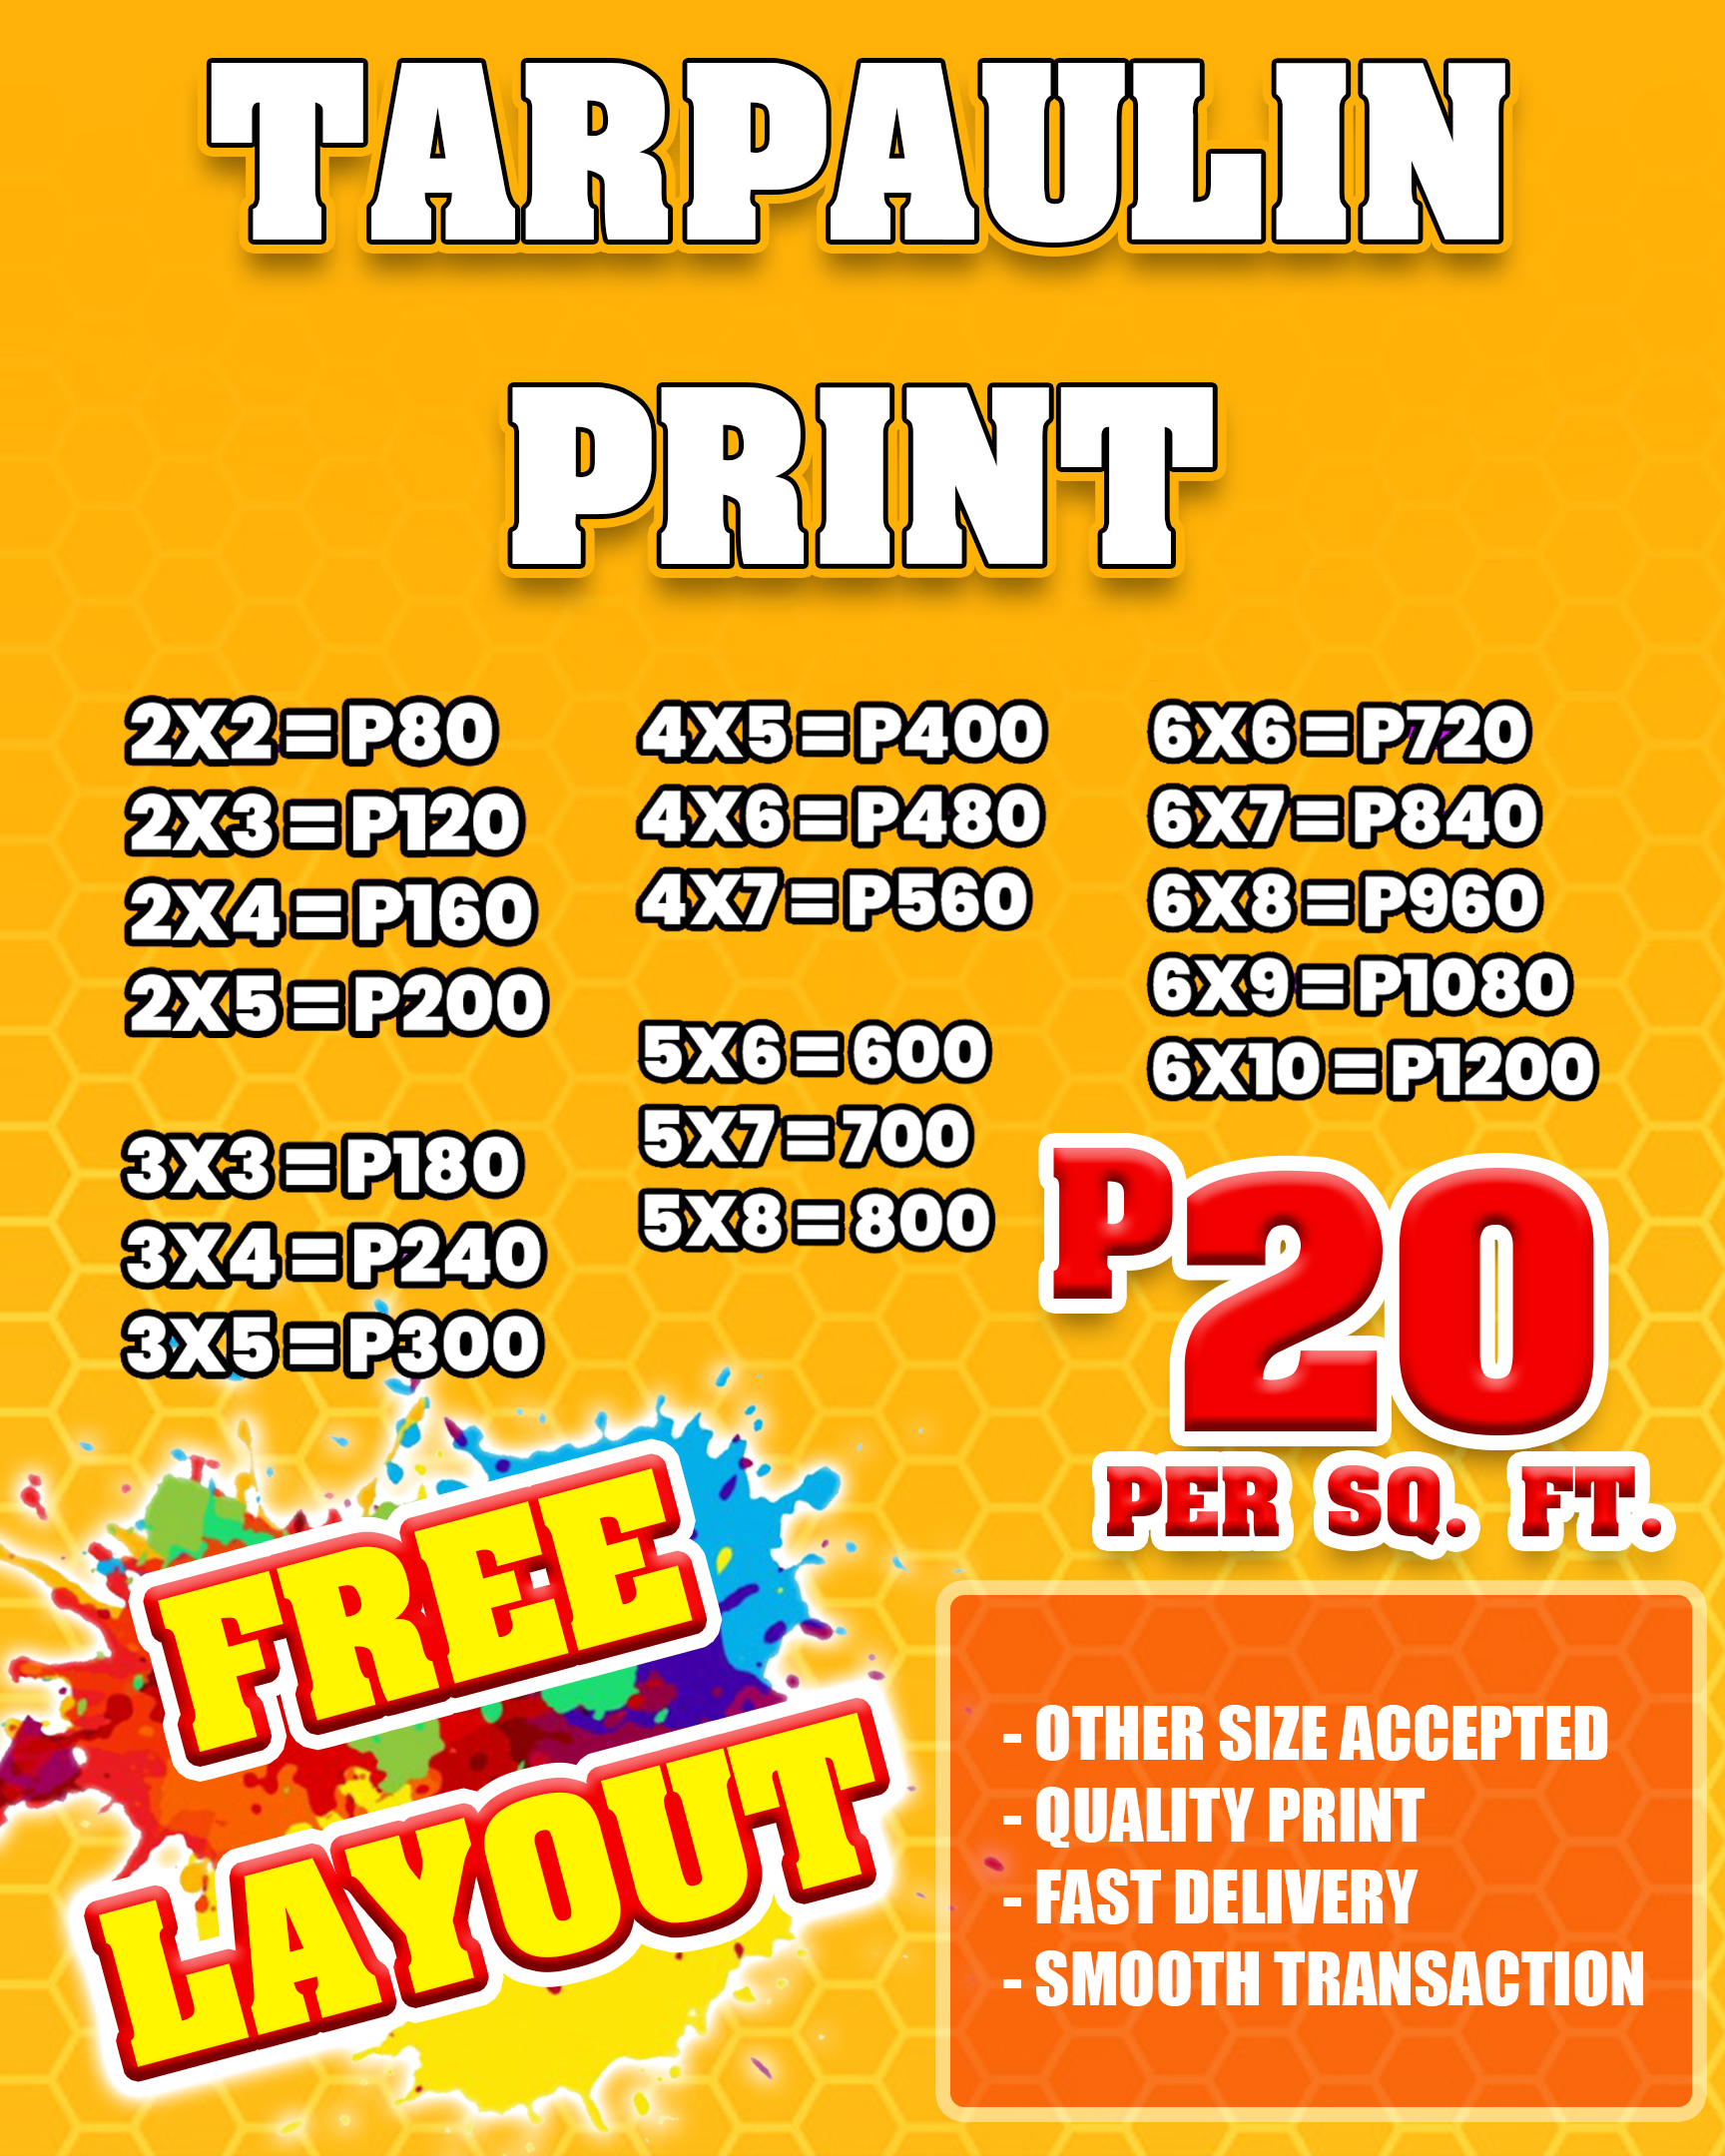 TARPAULIN
PRINT
2X2=P80
2X3=P120
2X4=P160
2X5=P200
3X3=P180
3X4=P240
3X5=P300
4X5=P400
4X6=P480
4X7=P560
5X6=600
5X7=700
5X8=800
6X6=P720
6X7=P840
6X8=P960
6X9=P1080
6X10=P1200
P20
PER SQ. FT.
FREE
LAYOUT
- OTHER SIZE ACCEPTED
- QUALITY PRINT
- FAST DELIVERY
- SMOOTH TRANSACTION